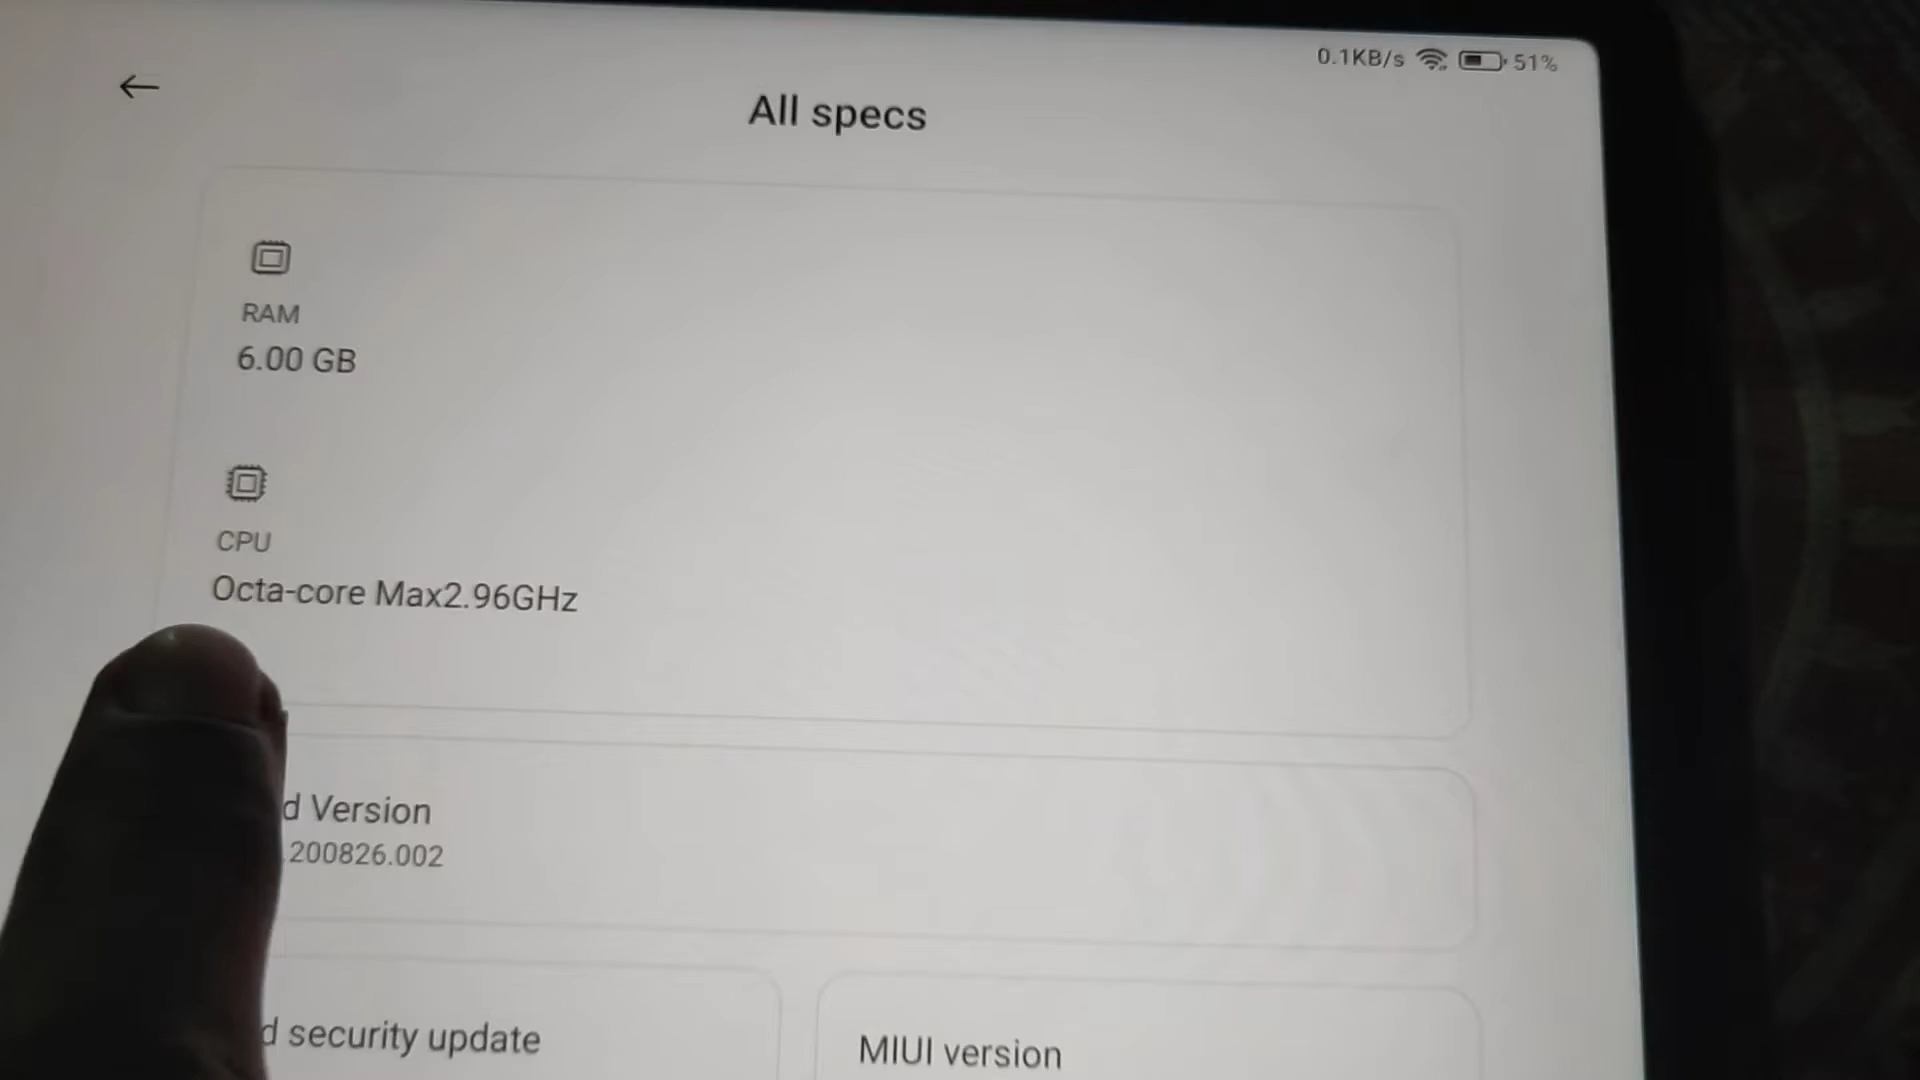 0.1KB/s 51%
All specs
RAM
6.00 GB
CPU
Octa-core Max2.96GHz
d Version
.200826.002
d security update
MIUI version